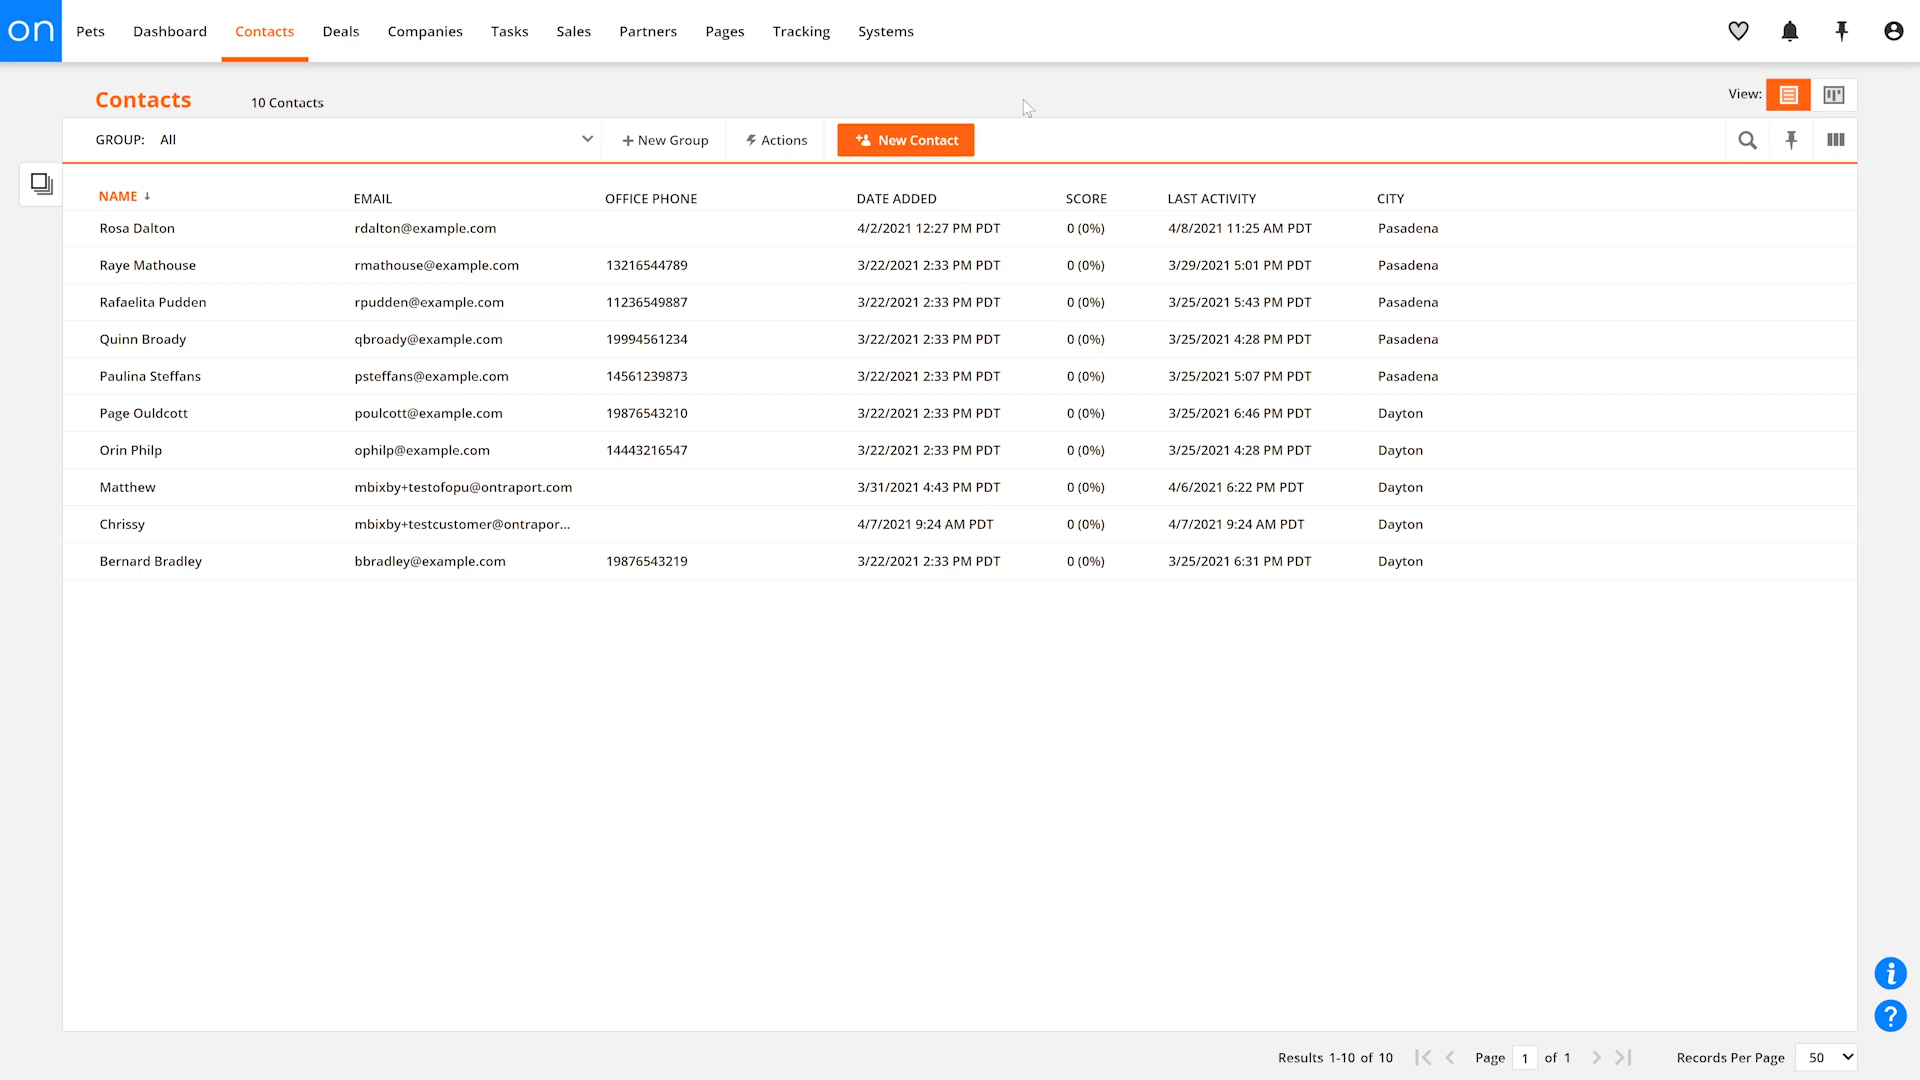 on Pets Dashboard Contacts Deals Companies Tasks Sales Partners Pages Tracking Systems
Contacts 10 Contacts View:
GROUP: All New Group Actions New Contact
NAME EMAIL OFFICE PHONE DATE ADDED SCORE LAST ACTIVITY CITY
Rosa Dalton rdalton@example.com 4/2/2021 12:27 PM PDT 0 (0%) 4/8/2021 11:25 AM PDT Pasadena
Raye Mathouse rmathouse@example.com 13216544789 3/22/2021 2:33 PM PDT 0 (0%) 3/29/2021 5:01 PM PDT Pasadena
Rafaelita Pudden rpudden@example.com 11236549887 3/22/2021 2:33 PM PDT 0 (0%) 3/25/2021 5:43 PM PDT Pasadena
Quinn Broady qbroady@example.com 19994561234 3/22/2021 2:33 PM PDT 0 (0%) 3/25/2021 4:28 PM PDT Pasadena
Paulina Steffans psteffans@example.com 14561239873 3/22/2021 2:33 PM PDT 0 (0%) 3/25/2021 5:07 PM PDT Pasadena
Page Ouldcott poulcott@example.com 19876543210 3/22/2021 2:33 PM PDT 0 (0%) 3/25/2021 6:46 PM PDT Dayton
Orin Philp ophilp@example.com 14443216547 3/22/2021 2:33 PM PDT 0 (0%) 3/25/2021 4:28 PM PDT Dayton
Matthew mbixby+testofopu@ontraport.com 3/31/2021 4:43 PM PDT 0 (0%) 4/6/2021 6:22 PM PDT Dayton
Chrissy mbixby+testcustomer@ontrapor... 4/7/2021 9:24 AM PDT 0 (0%) 4/7/2021 9:24 AM PDT Dayton
Bernard Bradley bbradley@example.com 19876543219 3/22/2021 2:33 PM PDT 0 (0%) 3/25/2021 6:31 PM PDT Dayton
i
?
Results 1-10 of 10 Page 1 of 1 Records Per Page 50